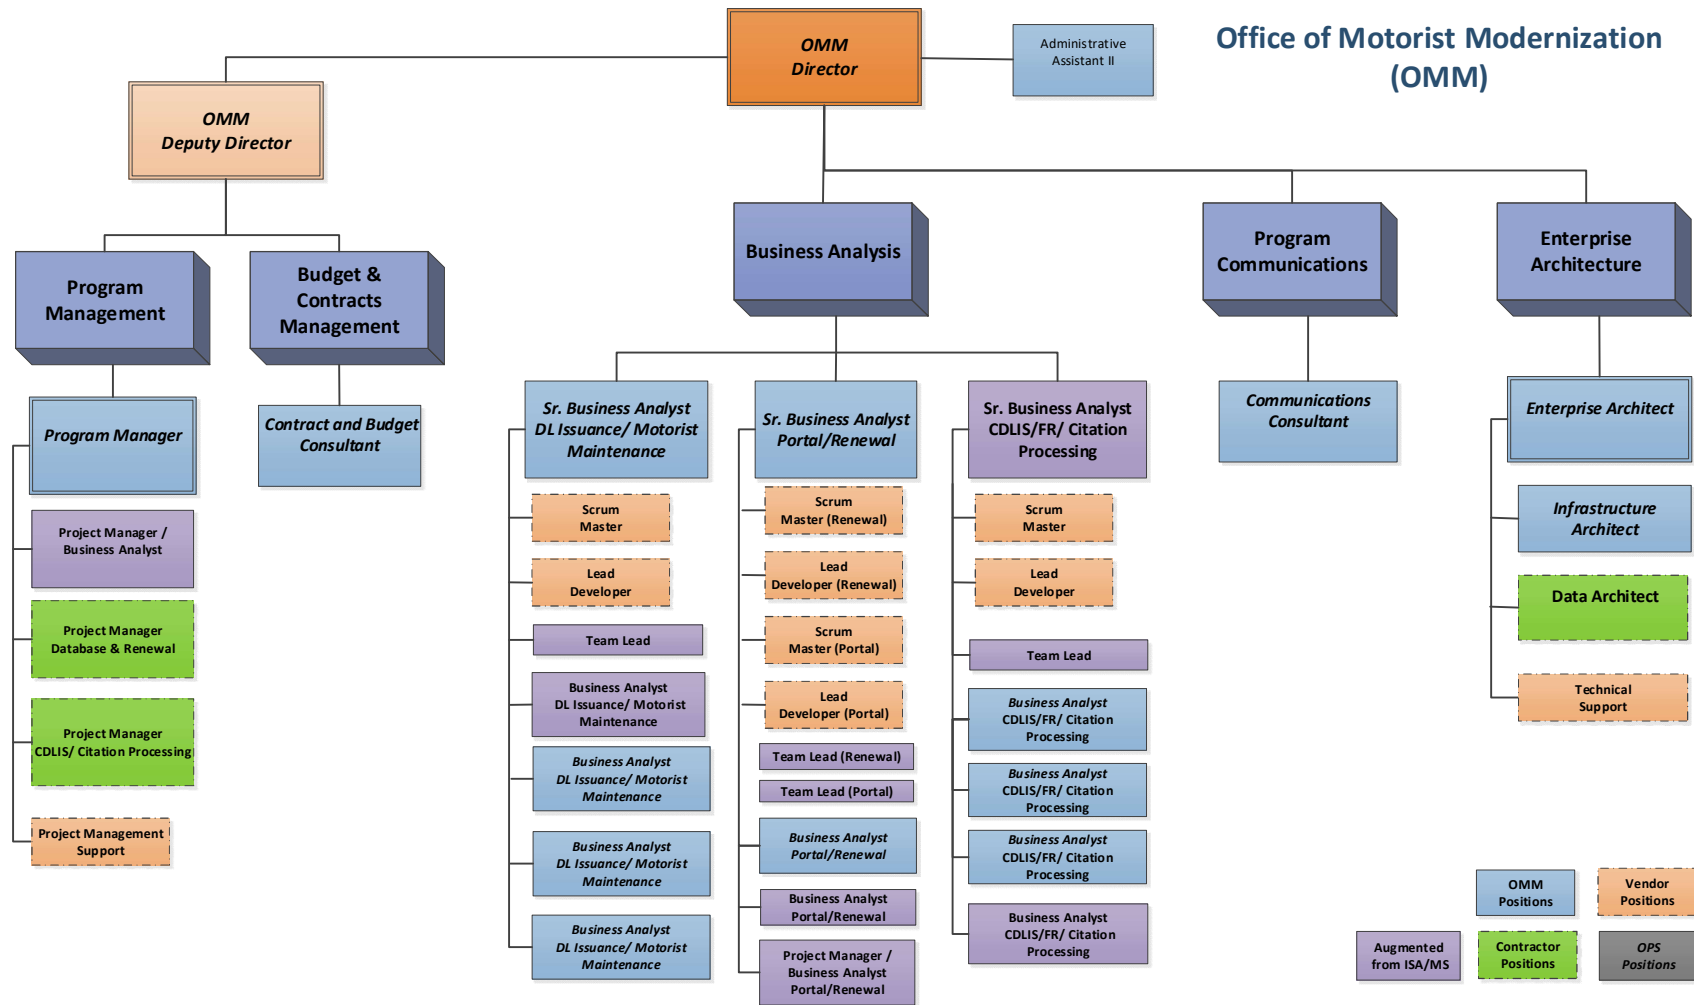 Office of Motorist Modernization
(OMM)
OMM
Director
Administrative
Assistant II
OMM
Deputy Director
Program
Management
Budget &
Contracts
Management
Business Analysis
Program
Communications
Enterprise
Architecture
Program Manager
Project Manager /
Business Analyst
Project Manager
Database & Renewal
Project Manager
CDLIS/ Citation Processing
Project Management
Support
Contract and Budget
Consultant
Sr. Business Analyst
DL Issuance/ Motorist
Maintenance
Scrum
Master
Lead
Developer
Team Lead
Business Analyst
DL Issuance/ Motorist
Maintenance
Business Analyst
DL Issuance/ Motorist
Maintenance
Business Analyst
DL Issuance/ Motorist
Maintenance
Business Analyst
DL Issuance/ Motorist
Maintenance
Sr. Business Analyst
Portal/Renewal
Scrum
Master (Renewal)
Lead
Developer (Renewal)
Scrum
Master (Portal)
Lead
Developer (Portal)
Team Lead (Renewal)
Team Lead (Portal)
Business Analyst
Portal/Renewal
Business Analyst
Portal/Renewal
Project Manager /
Business Analyst
Portal/Renewal
Sr. Business Analyst
CDLIS/FR/ Citation
Processing
Scrum
Master
Lead
Developer
Team Lead
Business Analyst
CDLIS/FR/ Citation
Processing
Business Analyst
CDLIS/FR/ Citation
Processing
Business Analyst
CDLIS/FR/ Citation
Processing
Business Analyst
CDLIS/FR/ Citation
Processing
Communications
Consultant
Enterprise Architect
Infrastructure
Architect
Data Architect
Technical
Support
OMM
Positions
Vendor
Positions
Augmented
from ISA/MS
Contractor
Positions
OPS
Positions